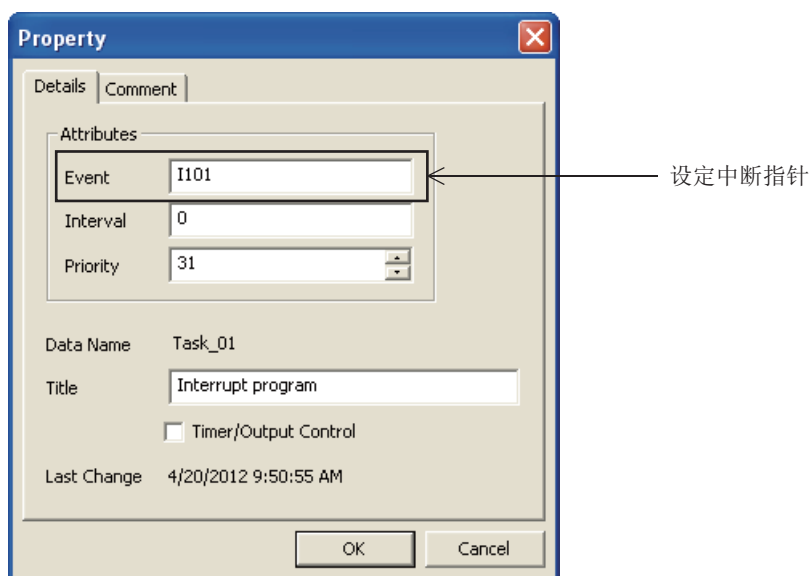 Property
Details Comment
Attributes
Event I101 设定中断指针
Interval 0
Priority 31
Data Name Task_01
Title Interrupt program
Timer/Output Control
Last Change 4/20/2012 9:50:55 AM
OK Cancel